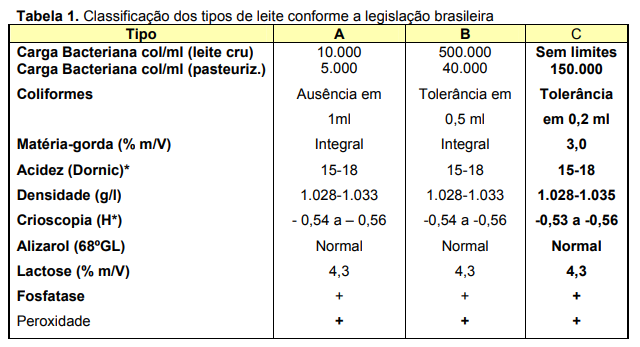 Tabela 1. Classificação dos tipos de leite conforme a legislação brasileira
Tipo A B C
Carga Bacteriana col/ml (leite cru) 10.000 500.000 Sem limites
Carga Bacteriana col/ml (pasteuriz.) 5.000 40.000 150.000
Coliformes Ausência em Tolerância em Tolerância
1ml 0,5 ml em 0,2 ml
Matéria-gorda (% m/V) Integral Integral 3,0
Acidez (Dornic)* 15-18 15-18 15-18
Densidade (g/l) 1.028-1.033 1.028-1.033 1.028-1.035
Crioscopia (H*) - 0,54 a – 0,56 -0,54 a -0,56 -0,53 a -0,56
Alizarol (68ºGL) Normal Normal Normal
Lactose (% m/V) 4,3 4,3 4,3
Fosfatase + + +
Peroxidade + + +